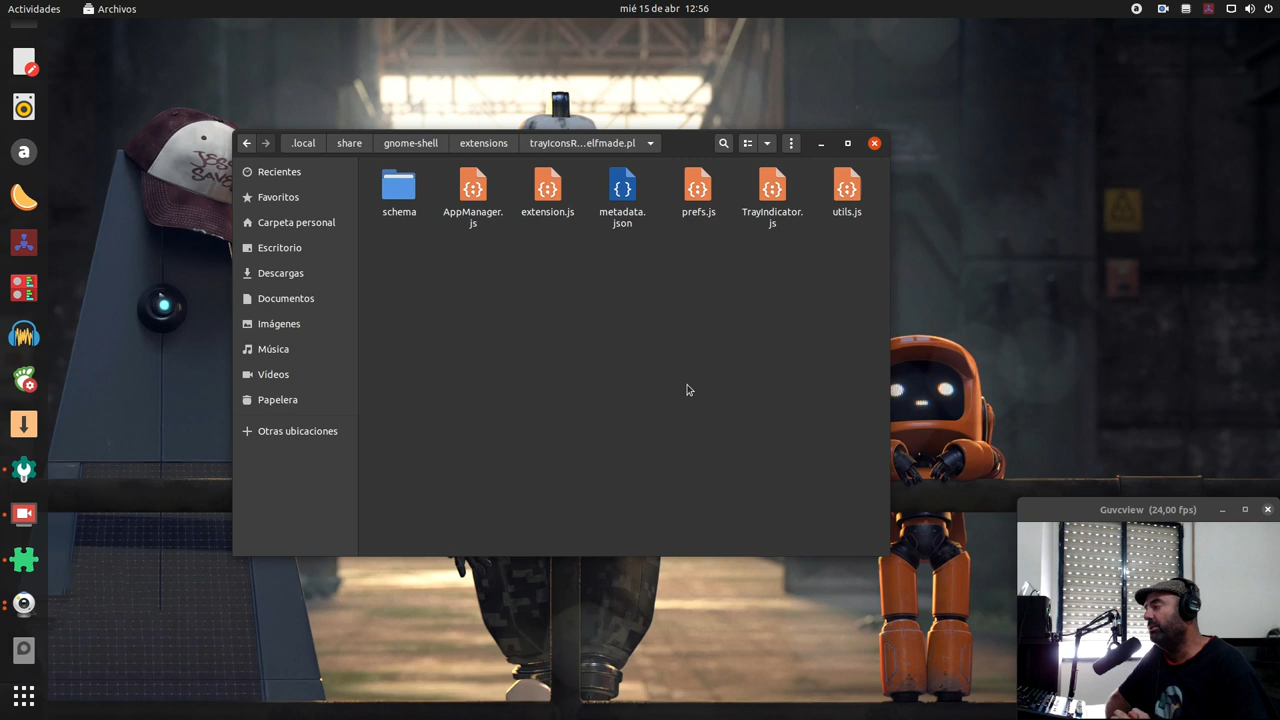 Actividades
Archivos
mié 15 de abr 12:56
.local
share
gnome-shell
extensions
trayIconsR...elfmade.pl
Recientes
Favoritos
Carpeta personal
Escritorio
Descargas
Documentos
Imágenes
Música
Vídeos
Papelera
Otras ubicaciones
schema
AppManager.
js
extension.js
metadata.
json
prefs.js
TrayIndicator.
js
utils.js
Guvcview (24,00 fps)